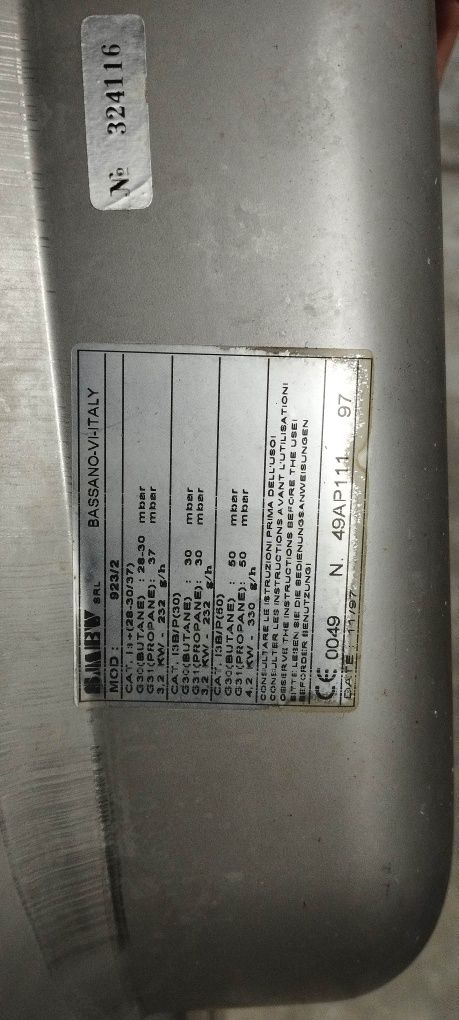 № 324116
SMEV SRL BASSANO-VI-ITALY
MOD: 923/2
CAT. I3+(28-30/37)
G30(BUTANE) : 28-30 mbar
G31(PROPANE): 37 mbar
3,2 KW - 232 g/h
CAT. I3B/P(30)
G30(BUTANE) : 30 mbar
G31(PROPANE): 30 mbar
3,2 KW - 232 g/h
CAT. I3B/P(50)
G30(BUTANE) : 50 mbar
G31(PROPANE): 50 mbar
4,2 KW - 330 g/h
CONSULTARE LE ISTRUZIONI PRIMA DELL'USO!
CONSULTER LES INSTRUCTIONS AVANT L'UTILISATION!
OBSERVE THE INSTRUCTIONS BEFORE THE USE!
BITTE LESEN SIE DIE BEDIENUNGSANWEISUNGEN
BEFORDER BENUTZUNG!
CE 0049 N. 49AP111 97
DATE: 11/97